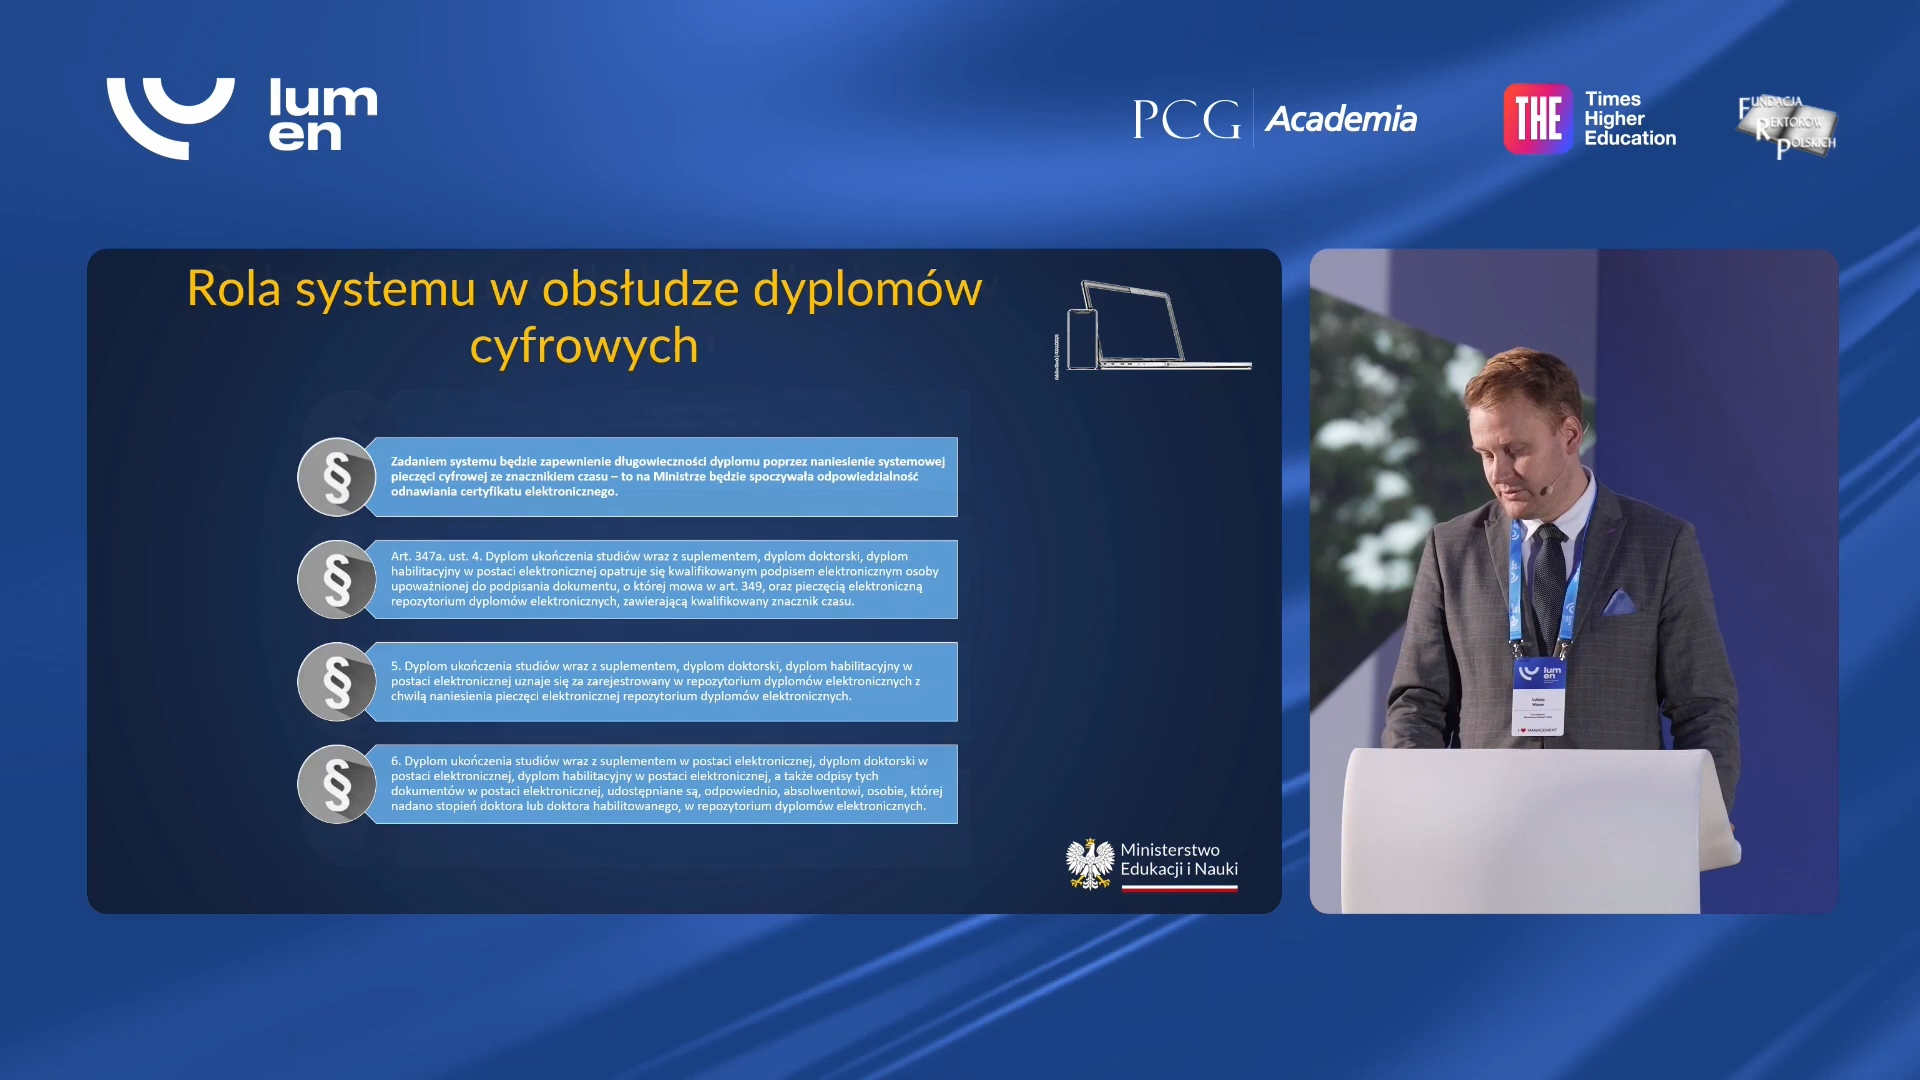 lum
en
PCG Academia
THE
Times
Higher
Education
FUNDACJA
REKTORÓW
POLSKICH
Rola systemu w obsłudze dyplomów
cyfrowych
§
Zadaniem systemu będzie zapewnienie długowieczności dyplomu poprzez naniesienie systemowej
pieczęci cyfrowej ze znacznikiem czasu – to na Ministrze będzie spoczywała odpowiedzialność
odnawiania certyfikatu elektronicznego.
§
Art. 347a. ust. 4. Dyplom ukończenia studiów wraz z suplementem, dyplom doktorski, dyplom
habilitacyjny w postaci elektronicznej opatruje się kwalifikowanym podpisem elektronicznym osoby
upoważnionej do podpisania dokumentu, o której mowa w art. 349, oraz pieczęcią elektroniczną
repozytorium dyplomów elektronicznych, zawierającą kwalifikowany znacznik czasu.
§
5. Dyplom ukończenia studiów wraz z suplementem, dyplom doktorski, dyplom habilitacyjny w
postaci elektronicznej uznaje się za zarejestrowany w repozytorium dyplomów elektronicznych z
chwilą naniesienia pieczęci elektronicznej repozytorium dyplomów elektronicznych.
§
6. Dyplom ukończenia studiów wraz z suplementem w postaci elektronicznej, dyplom doktorski w
postaci elektronicznej, dyplom habilitacyjny w postaci elektronicznej, a także odpisy tych
dokumentów w postaci elektronicznej, udostępniane są, odpowiednio, absolwentowi, osobie, której
nadano stopień doktora lub doktora habilitowanego, w repozytorium dyplomów elektronicznych.
Ministerstwo
Edukacji i Nauki
lum
en
I ❤ MANAGEMENT